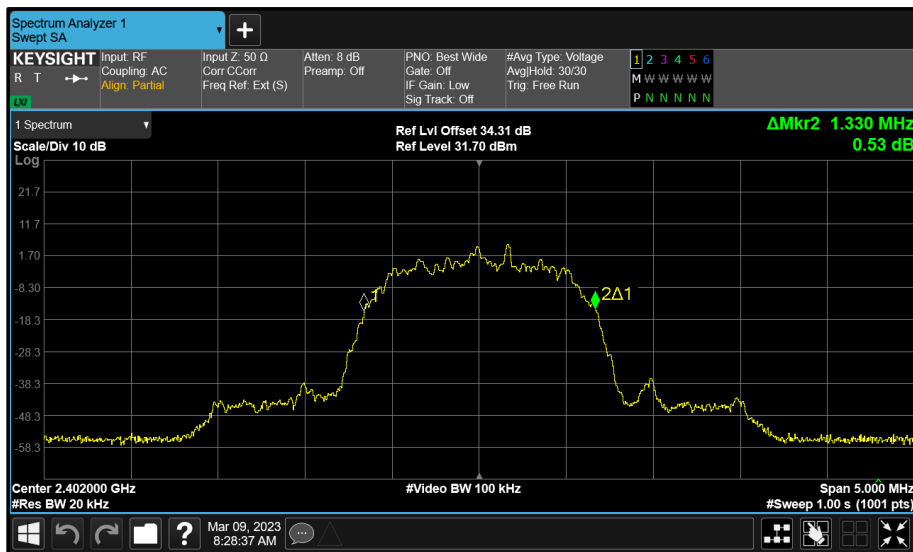 Spectrum Analyzer 1
Swept SA
KEYSIGHT
R T
LXI
Input: RF
Coupling: AC
Align: Partial
Input Z: 50 Ω
Corr CCorr
Freq Ref: Ext (S)
Atten: 8 dB
Preamp: Off
PNO: Best Wide
Gate: Off
IF Gain: Low
Sig Track: Off
#Avg Type: Voltage
Avg|Hold: 30/30
Trig: Free Run
1 2 3 4 5 6
M W W W W W
P N N N N N
1 Spectrum
Scale/Div 10 dB
Log
Ref Lvl Offset 34.31 dB
Ref Level 31.70 dBm
ΔMkr2 1.330 MHz
0.53 dB
21.7
11.7
1.70
-8.30
-18.3
-28.3
-38.3
-48.3
-58.3
1
2Δ1
Center 2.402000 GHz
#Res BW 20 kHz
#Video BW 100 kHz
Span 5.000 MHz
#Sweep 1.00 s (1001 pts)
?
Mar 09, 2023
8:28:37 AM